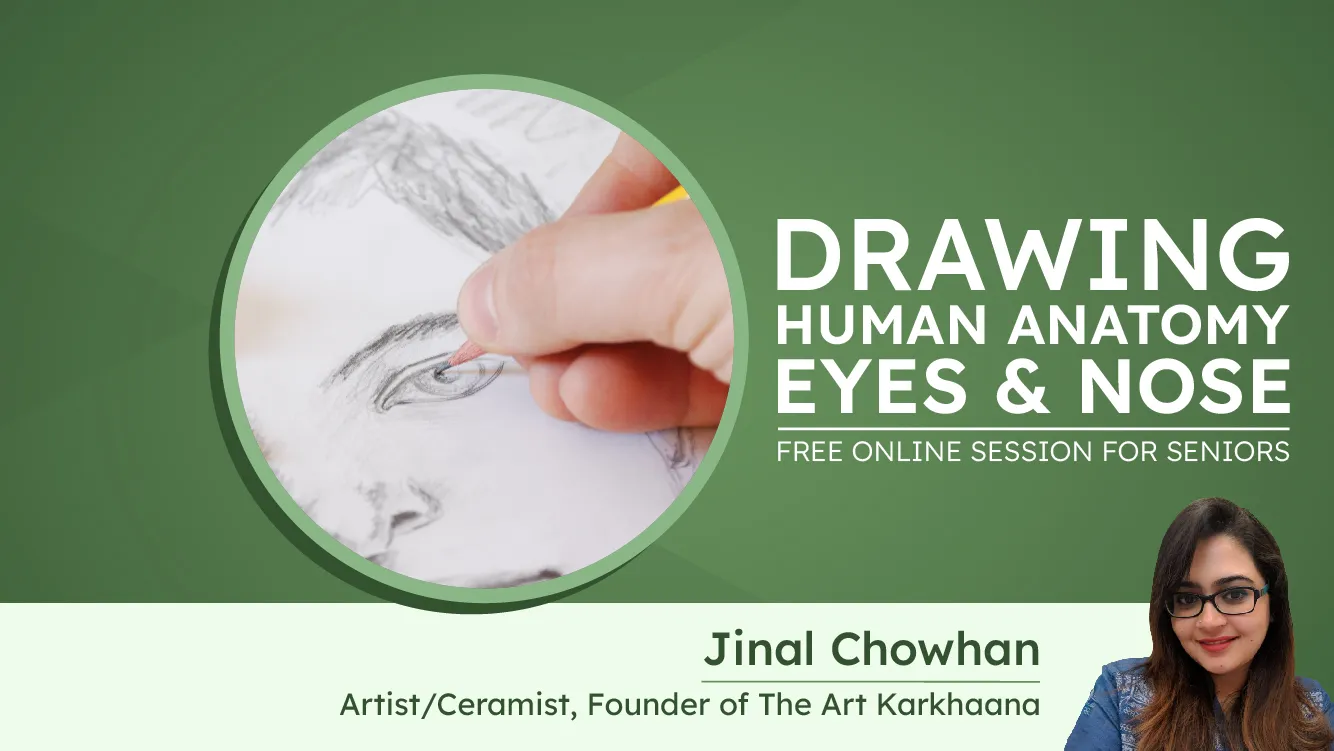 DRAWING
HUMAN ANATOMY
EYES & NOSE
FREE ONLINE SESSION FOR SENIORS
Jinal Chowhan
Artist/Ceramist, Founder of The Art Karkhaana